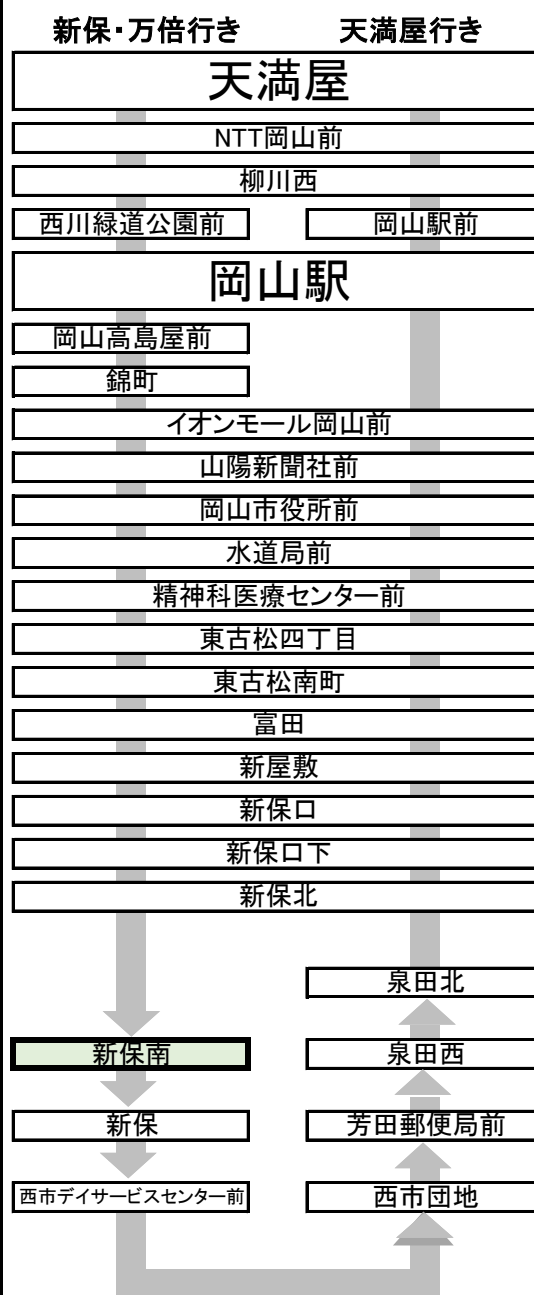 新保・万倍行き 天満屋行き
天満屋
NTT岡山前
柳川西
西川緑道公園前 岡山駅前
岡山駅
岡山高島屋前
錦町
イオンモール岡山前
山陽新聞社前
岡山市役所前
水道局前
精神科医療センター前
東古松四丁目
東古松南町
富田
新屋敷
新保口
新保口下
新保北
泉田北
新保南 泉田西
新保 芳田郵便局前
西市デイサービスセンター前 西市団地